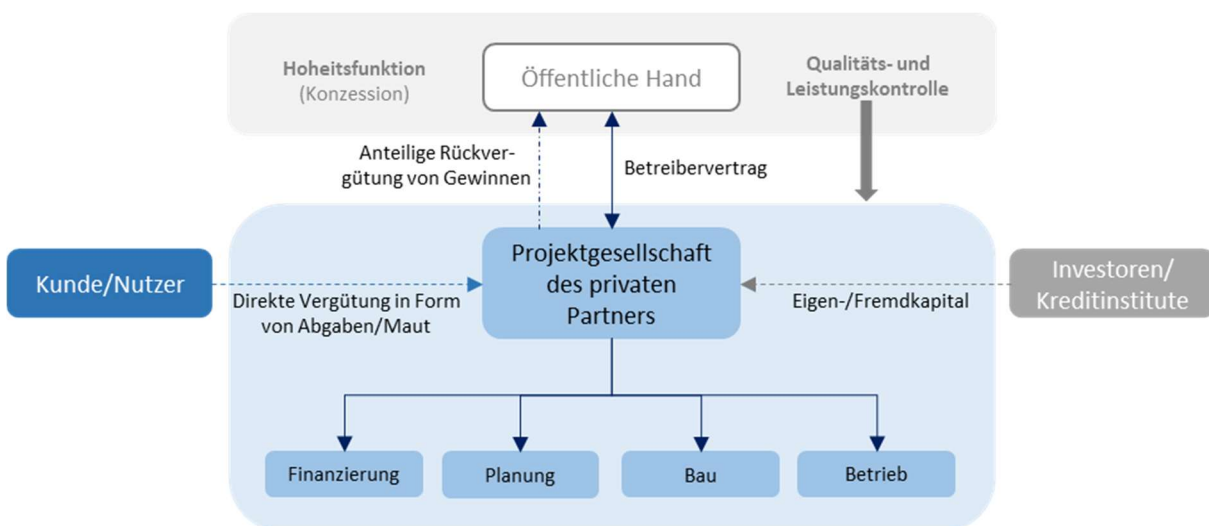 Hoheitsfunktion
(Konzession)
Öffentliche Hand
Qualitäts- und
Leistungskontrolle
Anteilige Rückver-
gütung von Gewinnen
Betreibervertrag
Kunde/Nutzer
Direkte Vergütung in Form
von Abgaben/Maut
Projektgesellschaft
des privaten
Partners
Eigen-/Fremdkapital
Investoren/
Kreditinstitute
Finanzierung
Planung
Bau
Betrieb